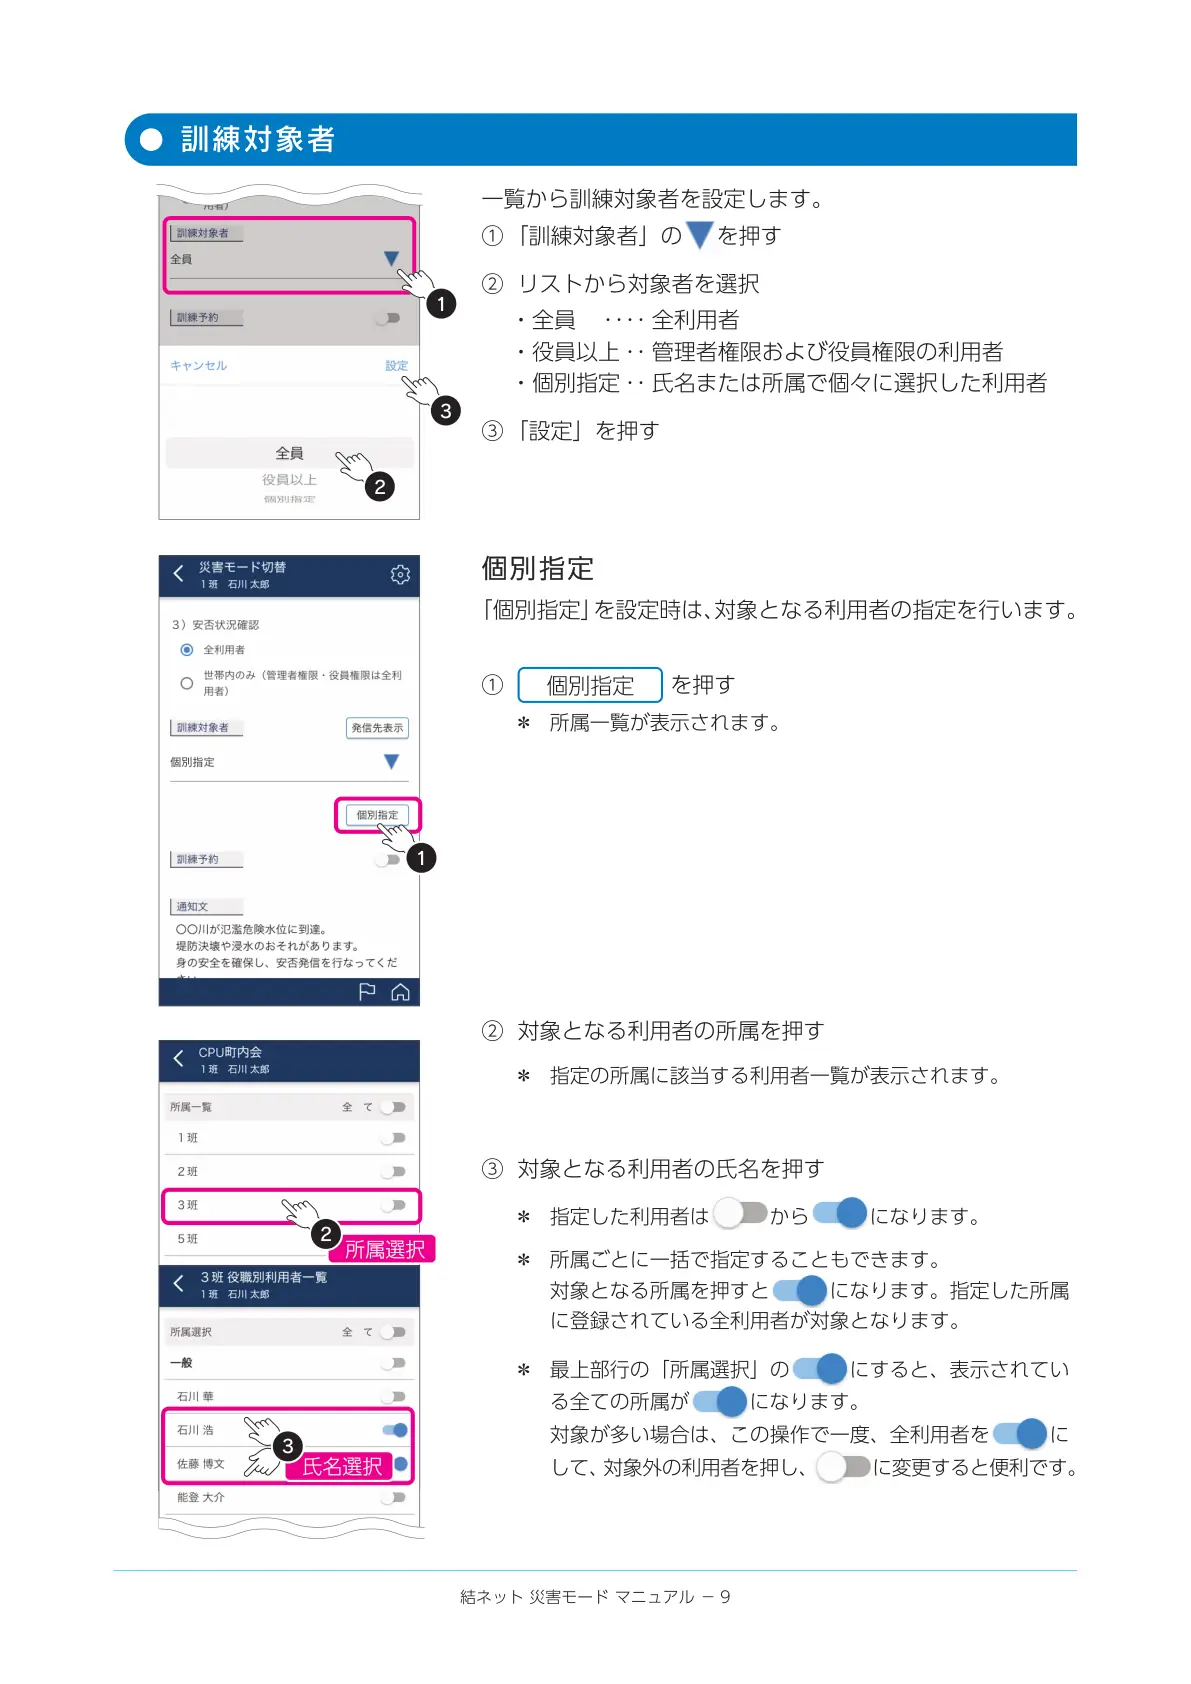 訓練対象者
用者)
訓練対象者
全員
1
訓練予約
キャンセル 設定
3
全員
2
役員以上
個別指定
一覧から訓練対象者を設定します。
① 「訓練対象者」の▼を押す
② リストから対象者を選択
・全員 ‥‥ 全利用者
・役員以上 ‥ 管理者権限および役員権限の利用者
・個別指定 ‥ 氏名または所属で個々に選択した利用者
③ 「設定」を押す
災害モード切替
1班 石川 太郎
3）安否状況確認
全利用者
世帯内のみ（管理者権限・役員権限は全利
用者）
訓練対象者 発信先表示
個別指定
個別指定
1
訓練予約
通知文
〇〇川が氾濫危険水位に到達。
堤防決壊や浸水のおそれがあります。
身の安全を確保し、安否発信を行なってくだ
さい。
個別指定
「個別指定」を設定時は、対象となる利用者の指定を行います。
① 個別指定 を押す
＊ 所属一覧が表示されます。
CPU町内会
1班 石川 太郎
所属一覧 全 て
1班
2班
3班
2
所属選択
5班
3班 役職別利用者一覧
1班 石川 太郎
所属選択 全 て
一般
石川 華
石川 浩
3
氏名選択
佐藤 博文
能登 大介
② 対象となる利用者の所属を押す
＊ 指定の所属に該当する利用者一覧が表示されます。
③ 対象となる利用者の氏名を押す
＊ 指定した利用者は から になります。
＊ 所属ごとに一括で指定することもできます。
対象となる所属を押すと になります。指定した所属
に登録されている全利用者が対象となります。
＊ 最上部行の「所属選択」の にすると、表示されてい
る全ての所属が になります。
対象が多い場合は、この操作で一度、全利用者を に
して、対象外の利用者を押し、 に変更すると便利です。
結ネット 災害モード マニュアル － 9